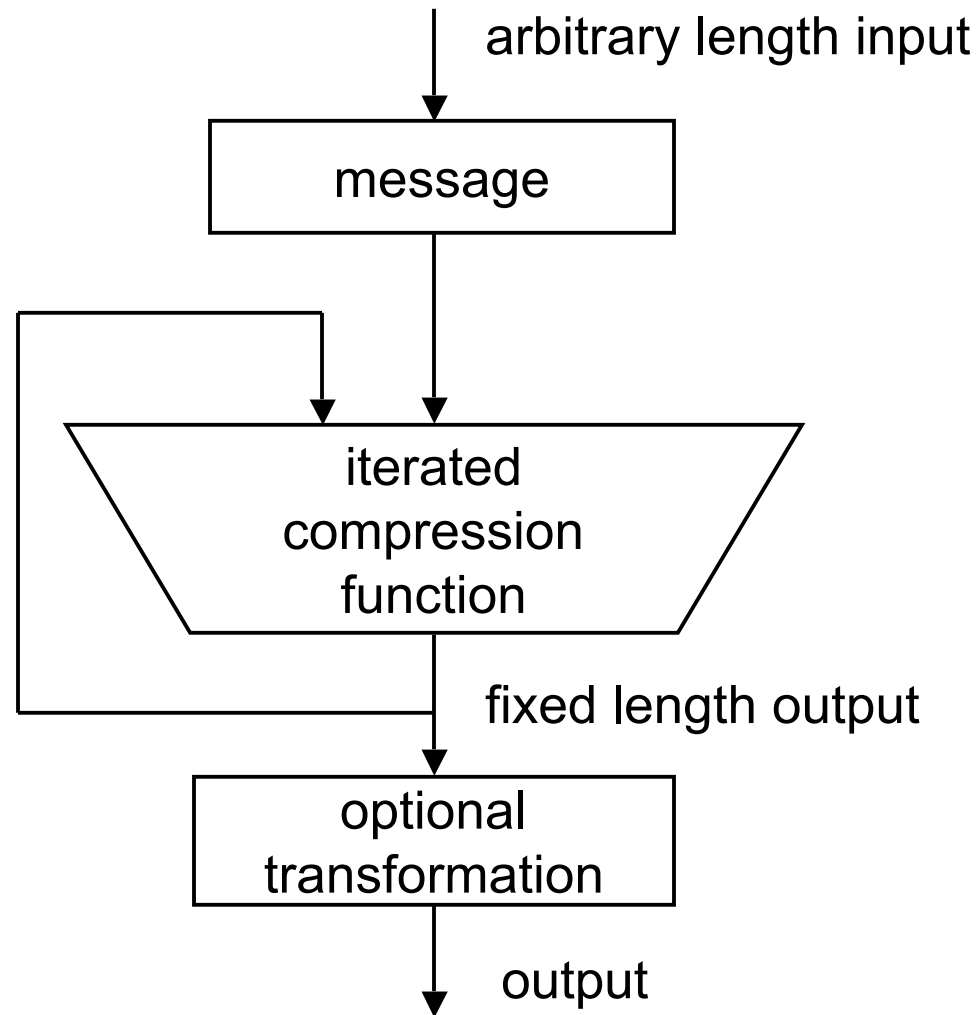 arbitrary length input
message
iterated
compression
function
fixed length output
optional
transformation
output